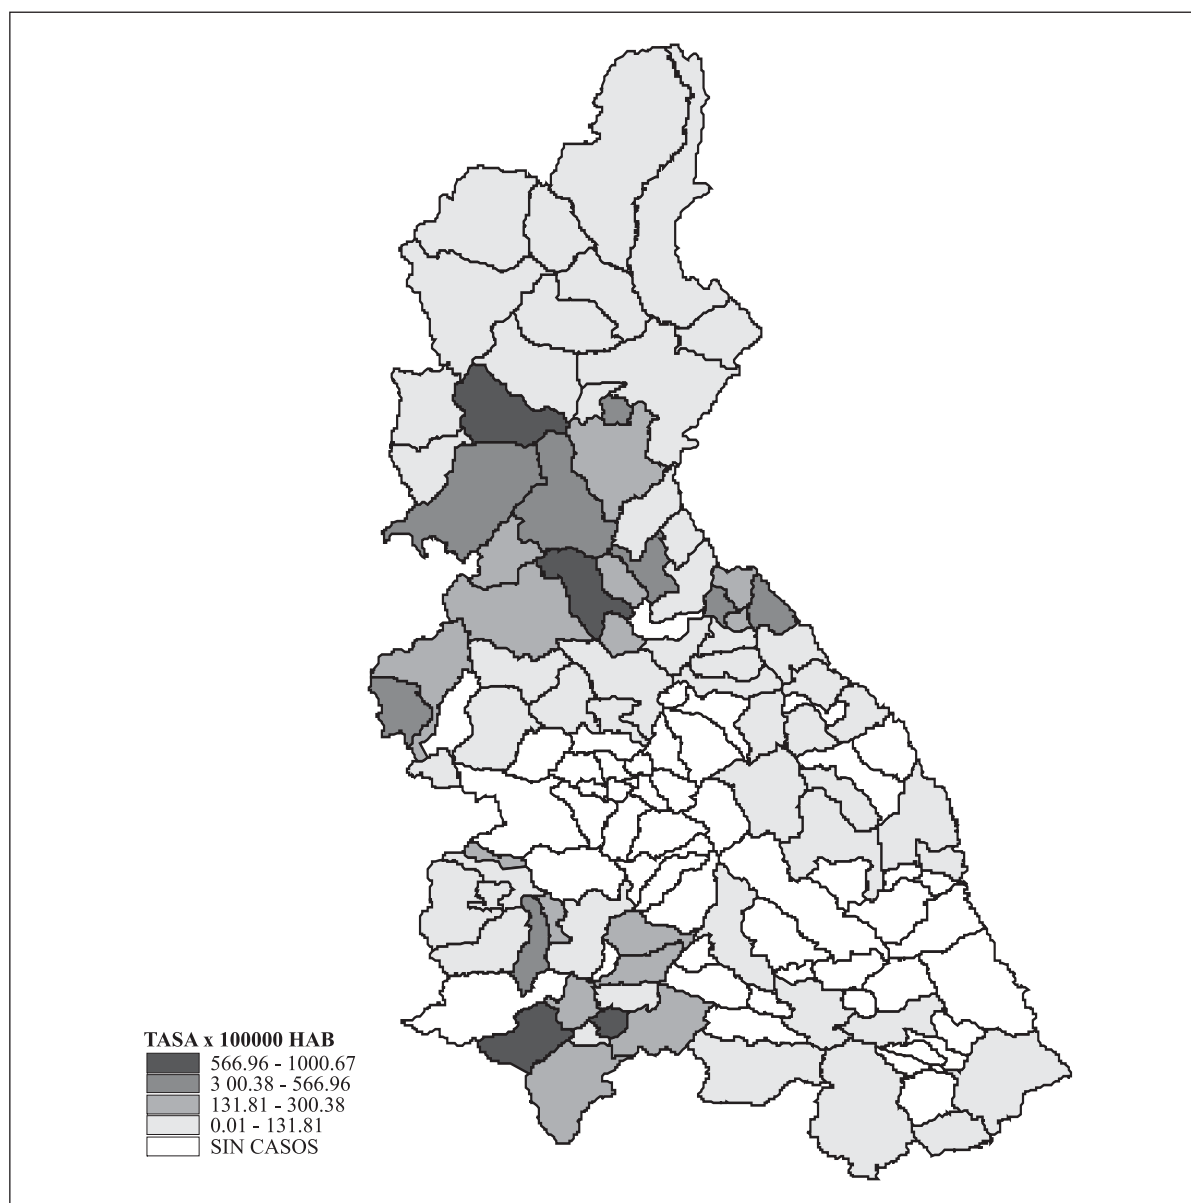 TASA x 100000 HAB
566.96 - 1000.67
3 00.38 - 566.96
131.81 - 300.38
0.01 - 131.81
SIN CASOS